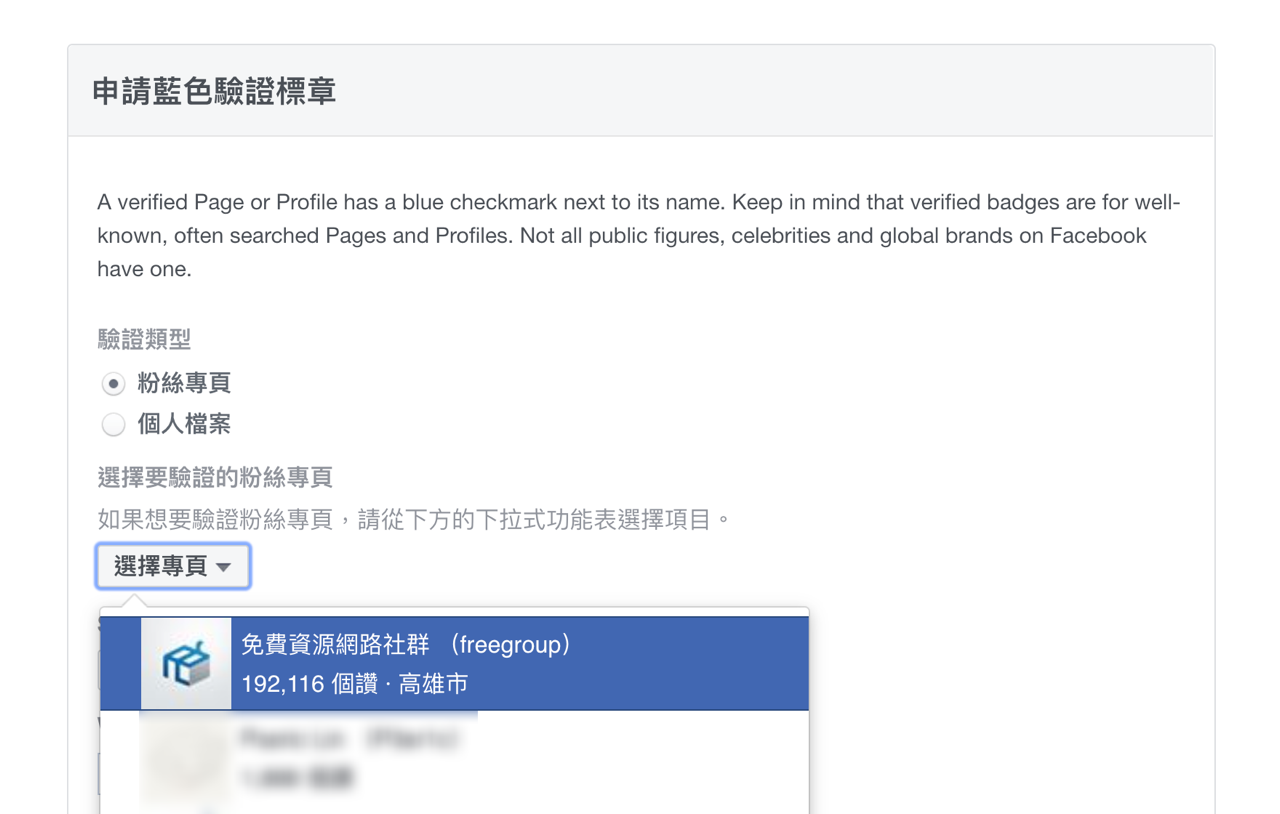 申請藍色驗證標章
A verified Page or Profile has a blue checkmark next to its name. Keep in mind that verified badges are for well-
known, often searched Pages and Profiles. Not all public figures, celebrities and global brands on Facebook
have one.
驗證類型
粉絲專頁
個人檔案
選擇要驗證的粉絲專頁
如果想要驗證粉絲專頁，請從下方的下拉式功能表選擇項目。
選擇專頁
免費資源網路社群 （freegroup）
192,116 個讚 · 高雄市